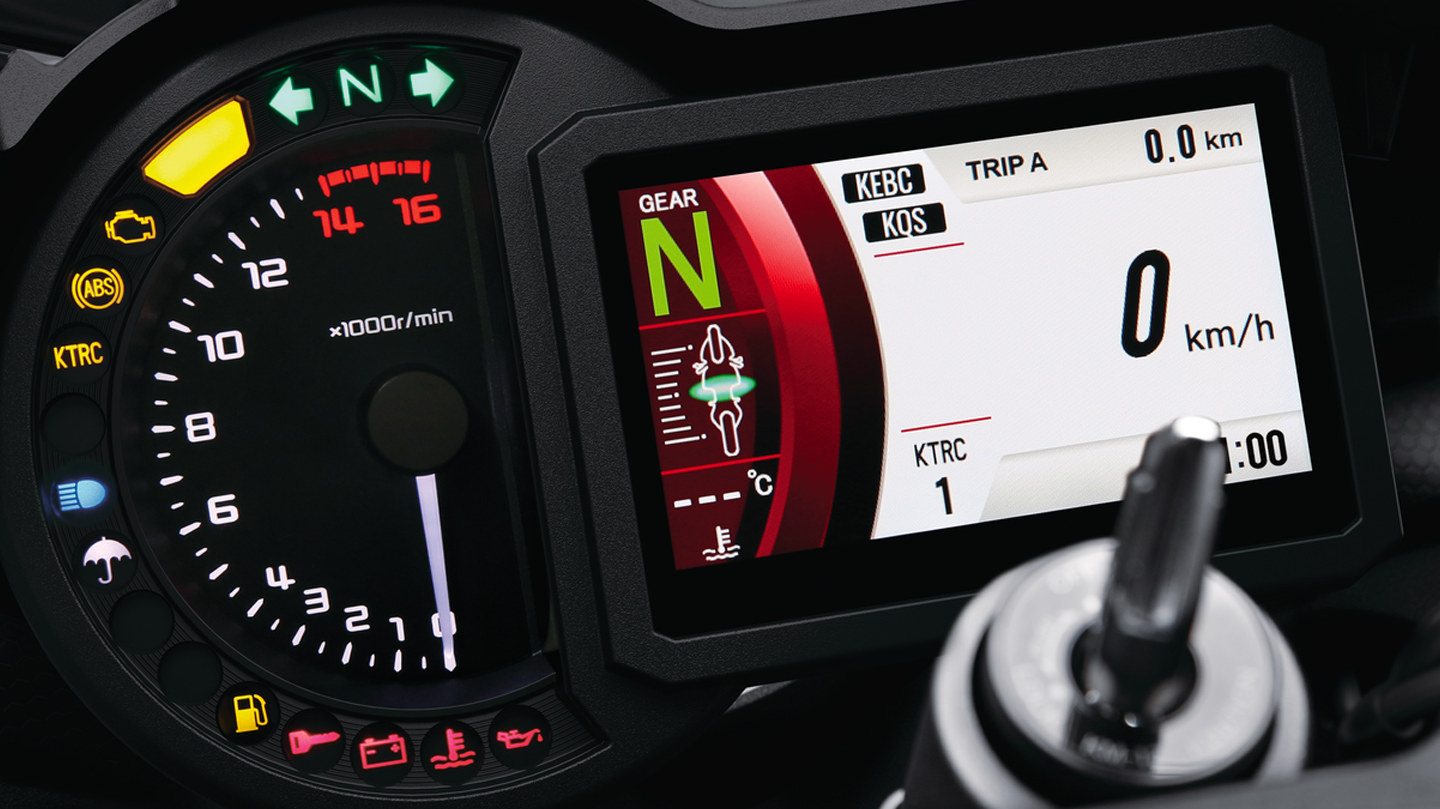 N
14 16
12
×1000r/min
10
8
6
4
3
2
1
0
ABS
KTRC
GEAR
N
---°C
KEBC
KQS
TRIP A 0.0 km
0 km/h
KTRC
1
:00